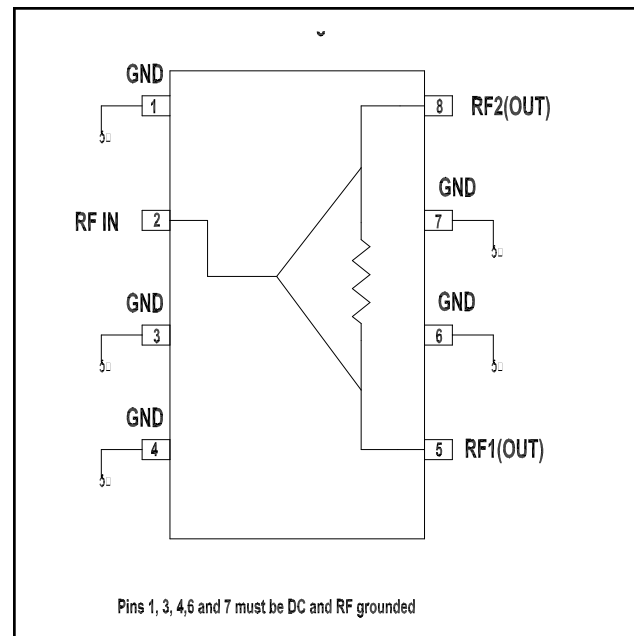 GND
1
8
RF2(OUT)
GND
RF IN
2
7
GND
GND
3
6
GND
4
5
RF1(OUT)
Pins 1, 3, 4,6 and 7 must be DC and RF grounded